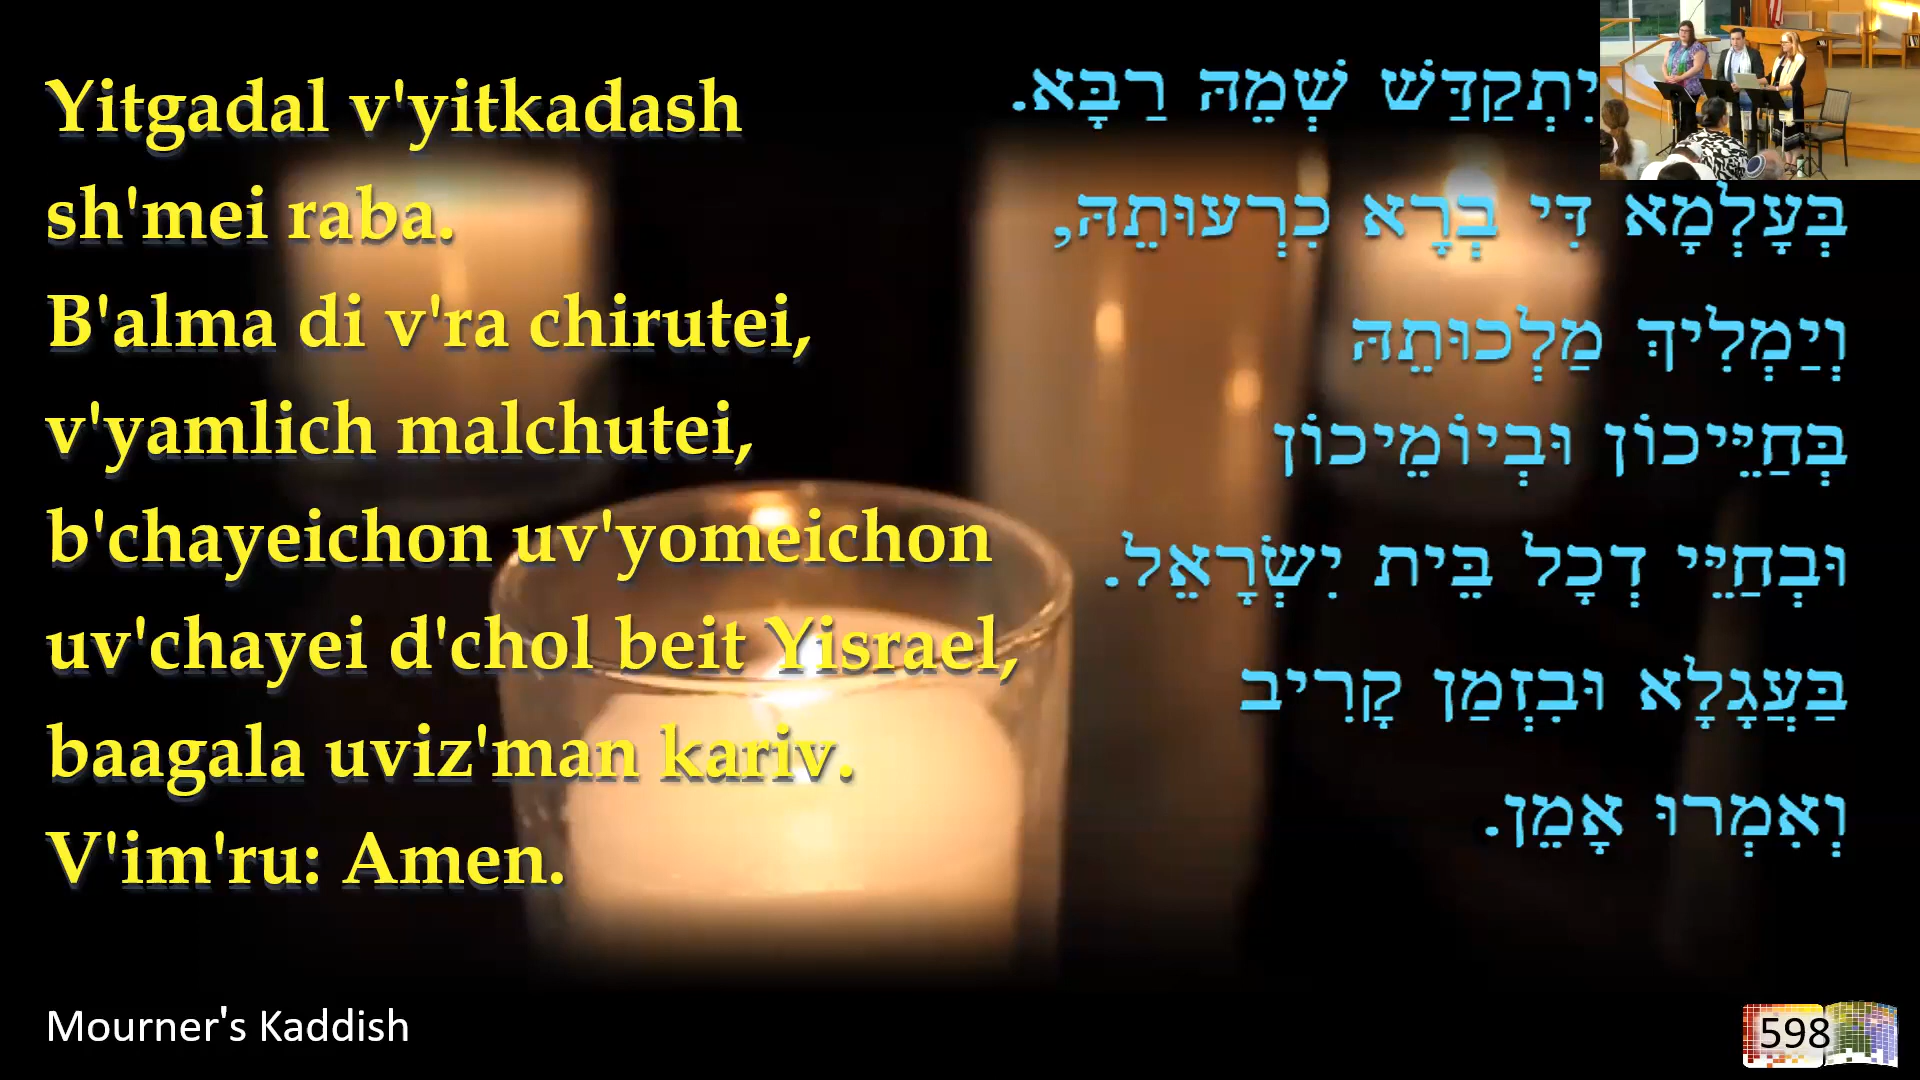 Yitgadal v'yitkadash
sh'mei raba.
B'alma di v'ra chirutei,
v'yamlich malchutei,
b'chayeichon uv'yomeichon
uv'chayei d'chol beit Yisrael,
baagala uviz'man kariv.
V'im'ru: Amen.
יִתְקַדַּשׁ שְׁמֵהּ רַבָּא.
בְּעָלְמָא דִּי בְרָא כִרְעוּתֵהּ,
וְיַמְלִיךְ מַלְכוּתֵהּ
בְּחַיֵּיכוֹן וּבְיוֹמֵיכוֹן
וּבְחַיֵּי דְכָל בֵּית יִשְׂרָאֵל.
בַּעֲגָלָא וּבִזְמַן קָרִיב
וְאִמְרוּ אָמֵן.
Mourner's Kaddish
598